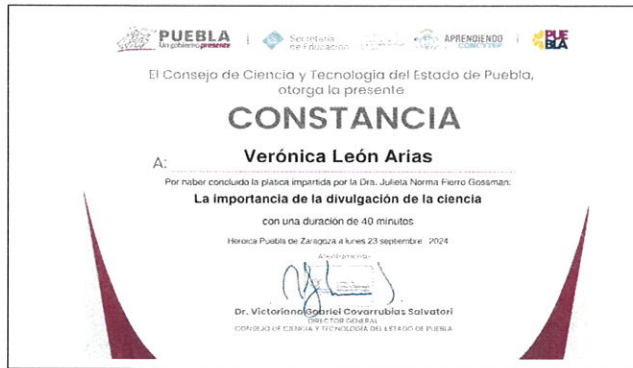 PUEBLA
Un gobierno presente
Secretaría
de Educación
APRENDIENDO
CONCYTEP
PUE
BLA
El Consejo de Ciencia y Tecnología del Estado de Puebla,
otorga la presente
CONSTANCIA
A: Verónica León Arias
Por haber concluido la plática impartida por la Dra. Julieta Norma Fierro Gossman:
La importancia de la divulgación de la ciencia
con una duración de 40 minutos
Heroica Puebla de Zaragoza a lunes 23 septiembre 2024
Atentamente
Dr. Victoriano Gabriel Covarrubias Salvatori
DIRECTOR GENERAL
CONSEJO DE CIENCIA Y TECNOLOGÍA DEL ESTADO DE PUEBLA